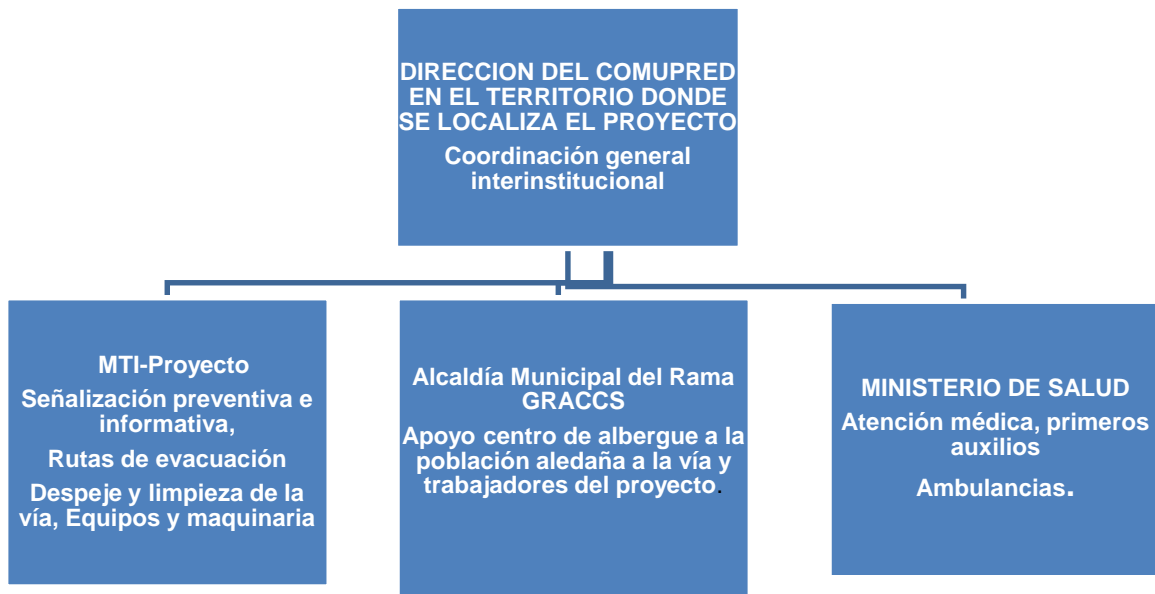 DIRECCION DEL COMUPRED
EN EL TERRITORIO DONDE
SE LOCALIZA EL PROYECTO
Coordinación general
interinstitucional
MTI-Proyecto
Señalización preventiva e
informativa,
Rutas de evacuación
Despeje y limpieza de la
vía, Equipos y maquinaria
Alcaldía Municipal del Rama
GRACCS
Apoyo centro de albergue a la
población aledaña a la vía y
trabajadores del proyecto.
MINISTERIO DE SALUD
Atención médica, primeros
auxilios
Ambulancias.